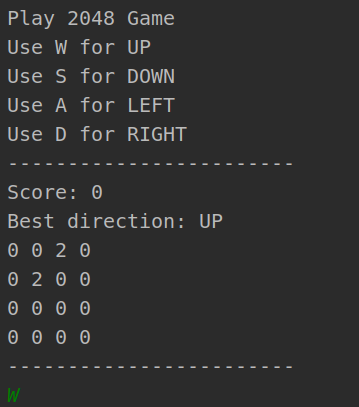 Play 2048 Game
Use W for UP
Use S for DOWN
Use A for LEFT
Use D for RIGHT
------------------------
Score: 0
Best direction: UP
0 0 2 0
0 2 0 0
0 0 0 0
0 0 0 0
------------------------
W